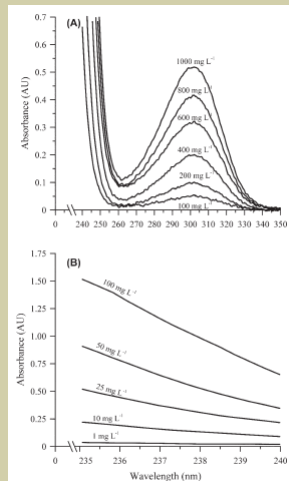 (A)
Absorbance (AU)
0.7
0.6
0.5
0.4
0.3
0.2
0.1
0
1000 mg L⁻¹
800 mg L⁻¹
600 mg L⁻¹
400 mg L⁻¹
200 mg L⁻¹
100 mg L⁻¹
0 240 250 260 270 280 290 300 310 320 330 340 350
(B)
Absorbance (AU)
1.75
1.50
1.25
1.00
0.75
0.50
0.25
0
100 mg L⁻¹
50 mg L⁻¹
25 mg L⁻¹
10 mg L⁻¹
1 mg L⁻¹
0 235 236 237 238 239 240
Wavelength (nm)